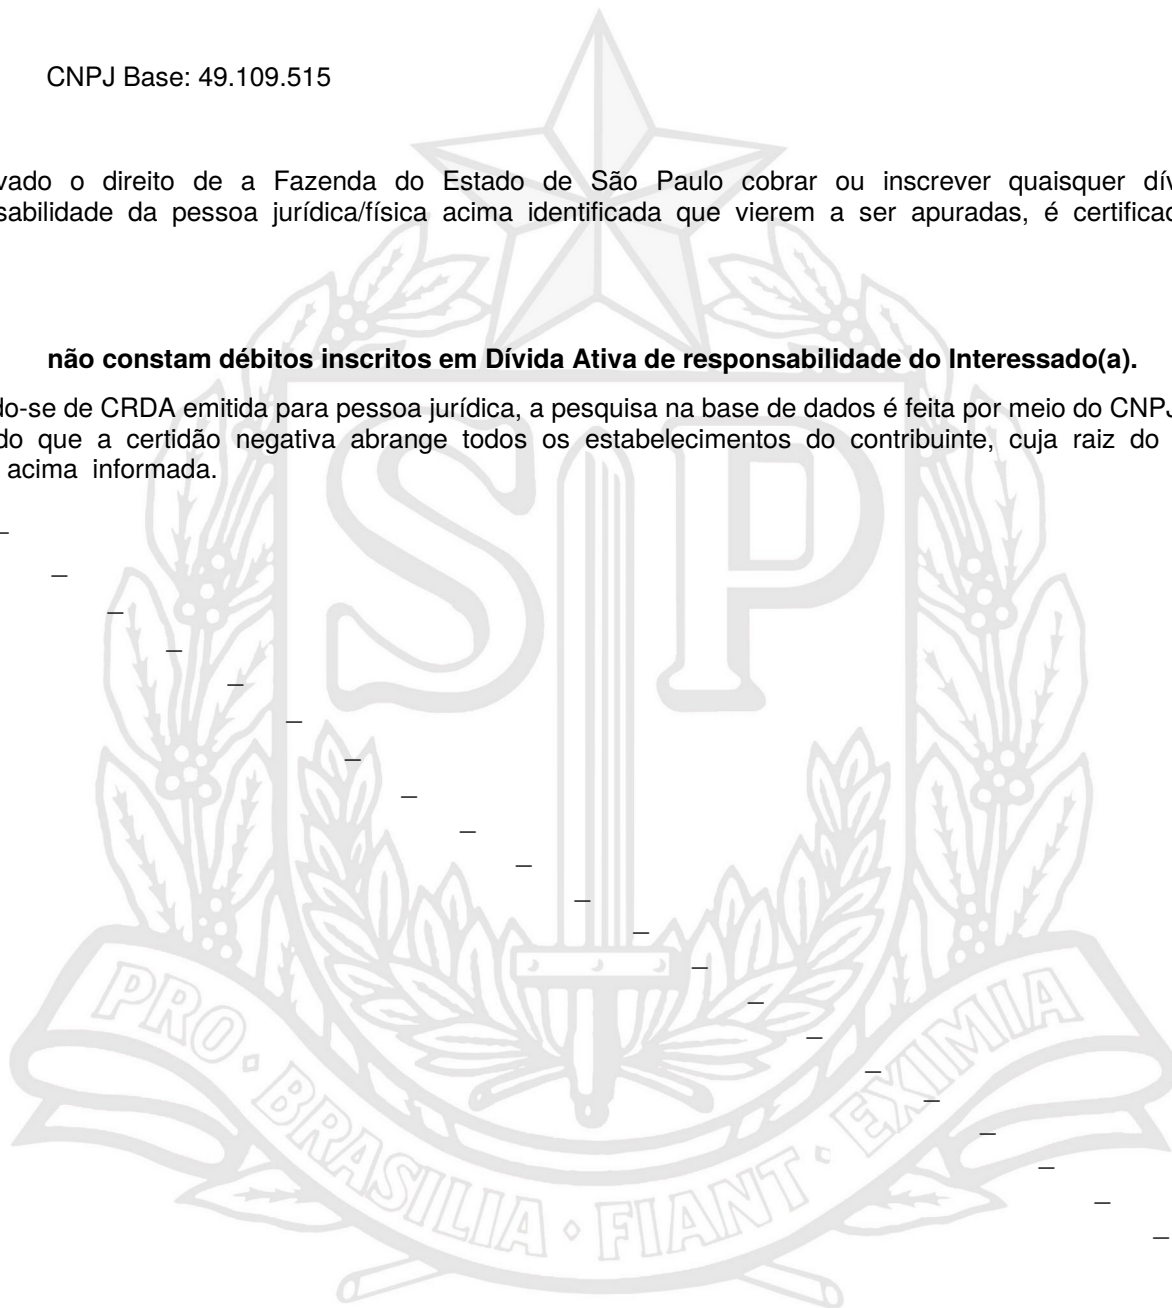 CNPJ Base: 49.109.515
vado o direito de a Fazenda do Estado de São Paulo cobrar ou inscrever quaisquer dív
sabilidade da pessoa jurídica/física acima identificada que vierem a ser apuradas, é certificad
não constam débitos inscritos em Dívida Ativa de responsabilidade do Interessado(a).
do-se de CRDA emitida para pessoa jurídica, a pesquisa na base de dados é feita por meio do CNPJ
do que a certidão negativa abrange todos os estabelecimentos do contribuinte, cuja raiz do
acima informada.
SP
PRO • BRASILIA • FIANT • EXIMIA